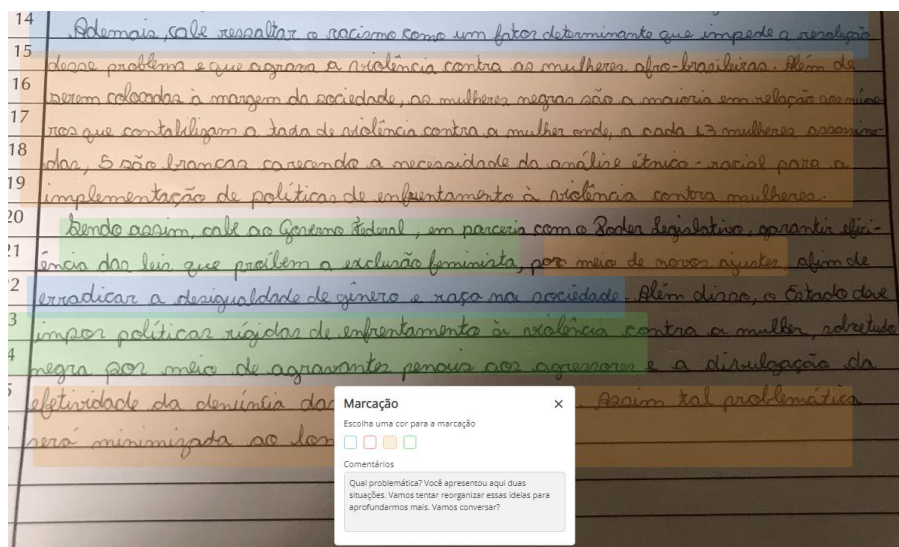 14 Ademais, cabe ressaltar o racismo como um fator determinante que impede a resolução
15 desse problema e que agrava a violência contra as mulheres afro-brasileiras. Além de
16 serem colocadas à margem da sociedade, as mulheres negras são a maioria em relação aos núme-
17 ros que contabilizam a taxa de violência contra a mulher onde, a cada 13 mulheres assassina-
18 das, 5 são brancas carecendo a necessidade da análise étnico-racial para a
19 implementação de políticas de enfrentamento à violência contra mulheres.
20 Sendo assim, cabe ao Governo Federal, em parceria com o Poder Legislativo, garantir efici-
21 ência das leis que proíbem a exclusão feminista, por meio de novos ajustes afim de
2 erradicar a desigualdade de gênero e raça na sociedade. Além disso, o Estado deve
3 impor políticas rígidas de enfrentamento à violência contra a mulher, sobretudo
4 negra por meio de agravantes penais aos agressores e a divulgação da
efetividade da denúncia das Assim tal problemática
será minimizada ao
Marcação
Escolha uma cor para a marcação
Comentários
Qual problemática? Você apresentou aqui duas
situações. Vamos tentar reorganizar essas ideias para
aprofundarmos mais. Vamos conversar?